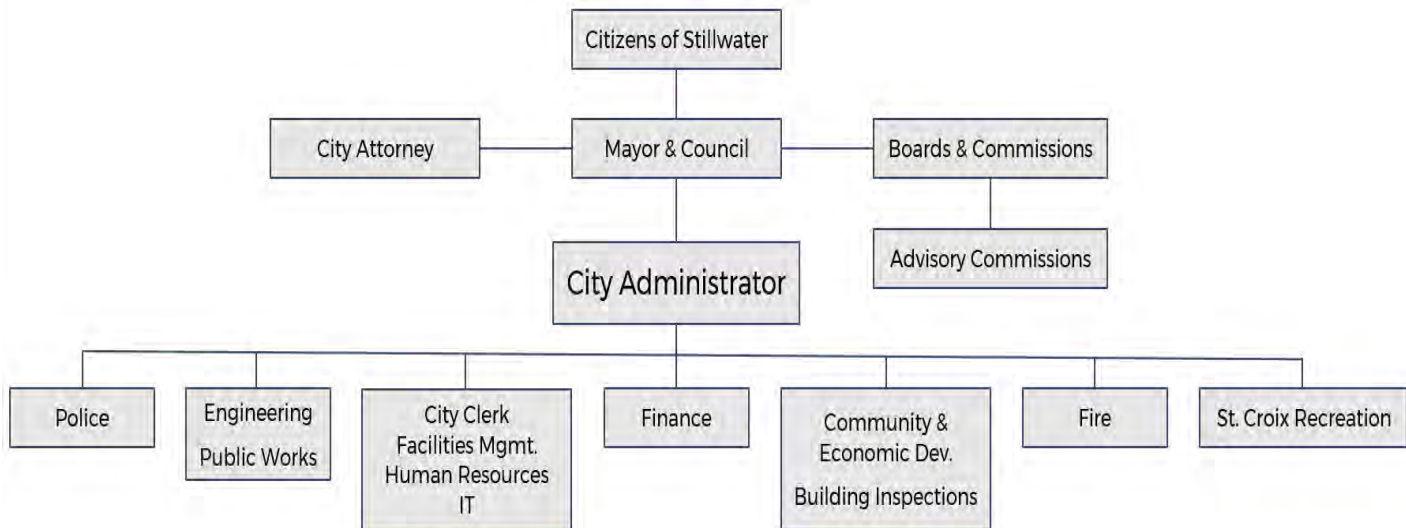 Citizens of Stillwater
City Attorney
Mayor & Council
Boards & Commissions
Advisory Commissions
City Administrator
Police
Engineering
Public Works
City Clerk
Facilities Mgmt.
Human Resources
IT
Finance
Community &
Economic Dev.
Building Inspections
Fire
St. Croix Recreation